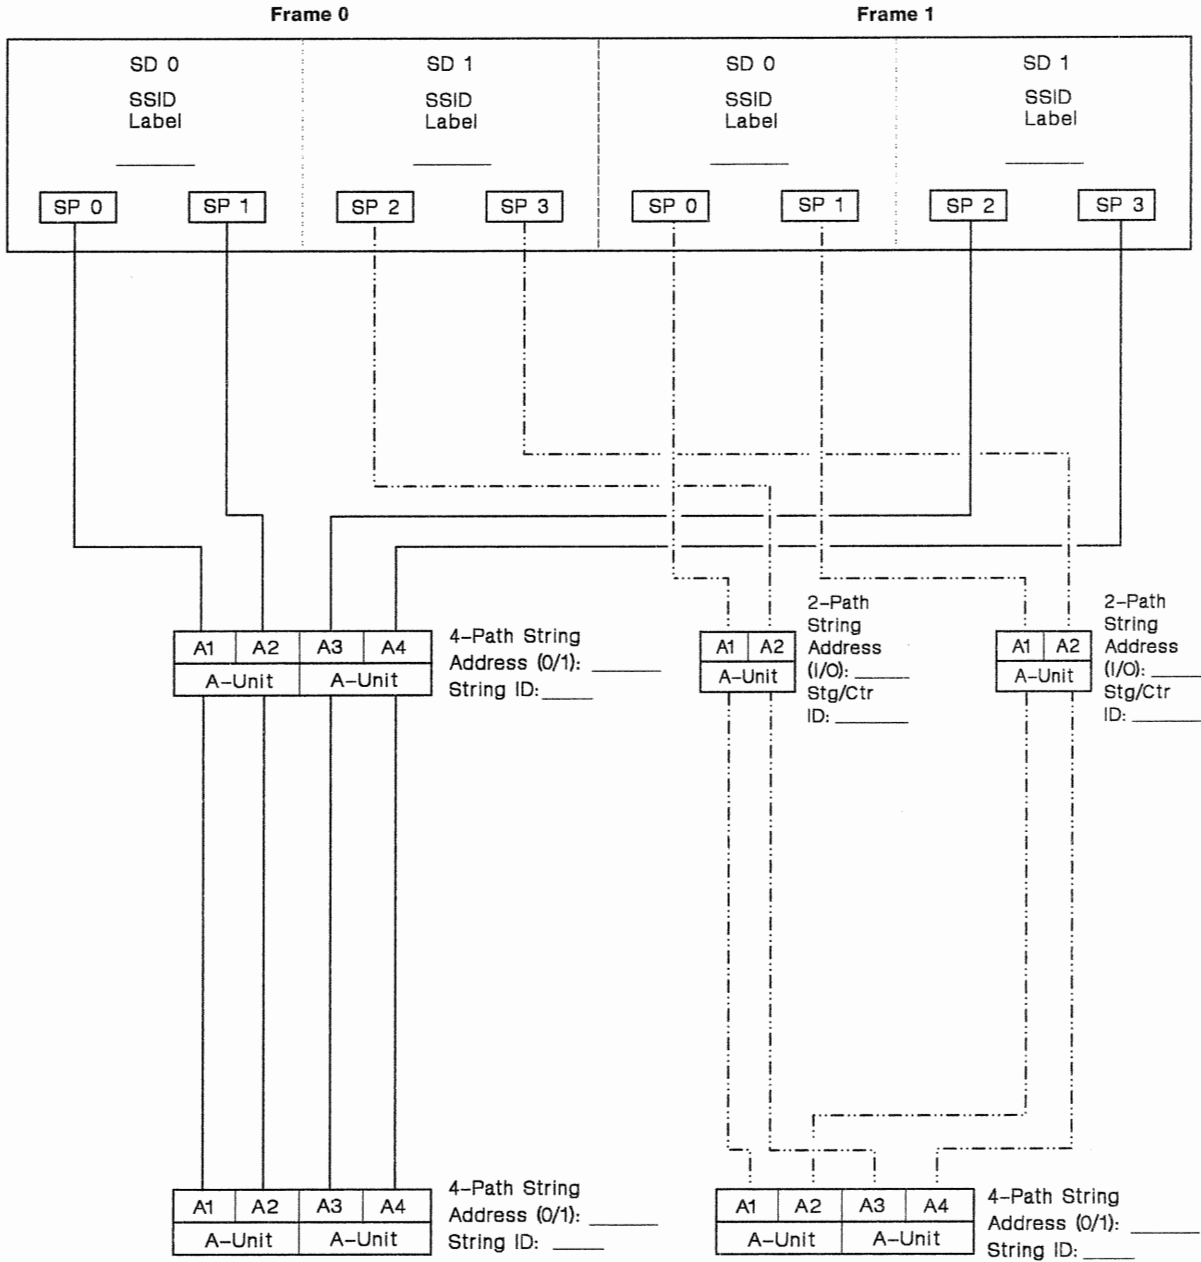 Frame 0
Frame 1
SD 0
SD 1
SD 0
SD 1
SSID
Label
SSID
Label
SSID
Label
SSID
Label
SP 0
SP 1
SP 2
SP 3
SP 0
SP 1
SP 2
SP 3
A1
A2
A3
A4
A-Unit
A-Unit
4-Path String
Address (0/1):
String ID:
A1
A2
A-Unit
2-Path
String
Address
(I/O):
Stg/Ctr
ID:
A1
A2
A-Unit
2-Path
String
Address
(I/O):
Stg/Ctr
ID:
A1
A2
A3
A4
A-Unit
A-Unit
4-Path String
Address (0/1):
String ID:
A1
A2
A3
A4
A-Unit
A-Unit
4-Path String
Address (0/1):
String ID: